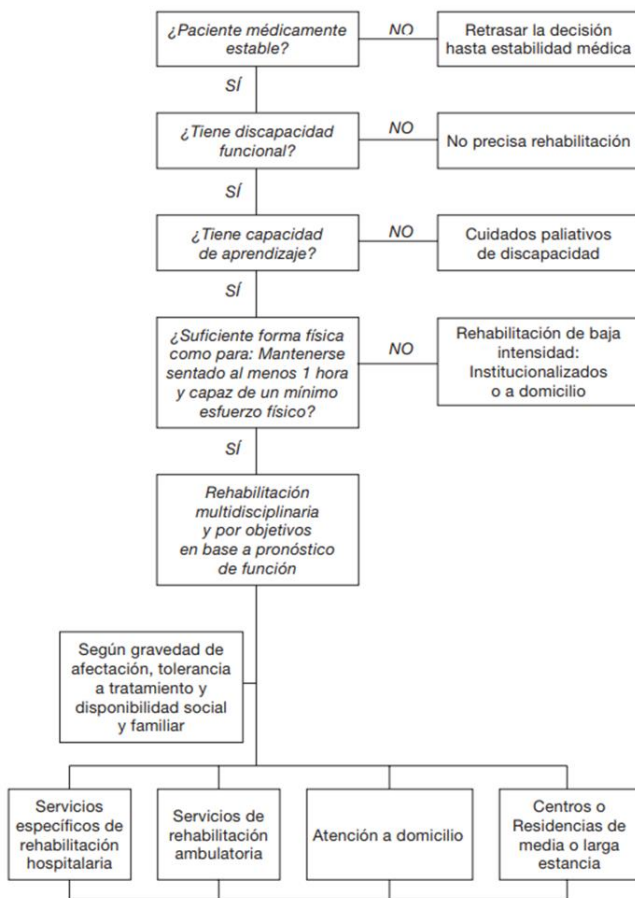 ¿Paciente médicamente
estable?
NO
Retrasar la decisión
hasta estabilidad médica
SÍ
¿Tiene discapacidad
funcional?
NO
No precisa rehabilitación
SÍ
¿Tiene capacidad
de aprendizaje?
NO
Cuidados paliativos
de discapacidad
SÍ
¿Suficiente forma física
como para: Mantenerse
sentado al menos 1 hora
y capaz de un mínimo
esfuerzo físico?
NO
Rehabilitación de baja
intensidad:
Institucionalizados
o a domicilio
SÍ
Rehabilitación
multidisciplinaria
y por objetivos
en base a pronóstico
de función
Según gravedad de
afectación, tolerancia
a tratamiento y
disponibilidad social
y familiar
Servicios
específicos de
rehabilitación
hospitalaria
Servicios de
rehabilitación
ambulatoria
Atención a domicilio
Centros o
Residencias de
media o larga
estancia